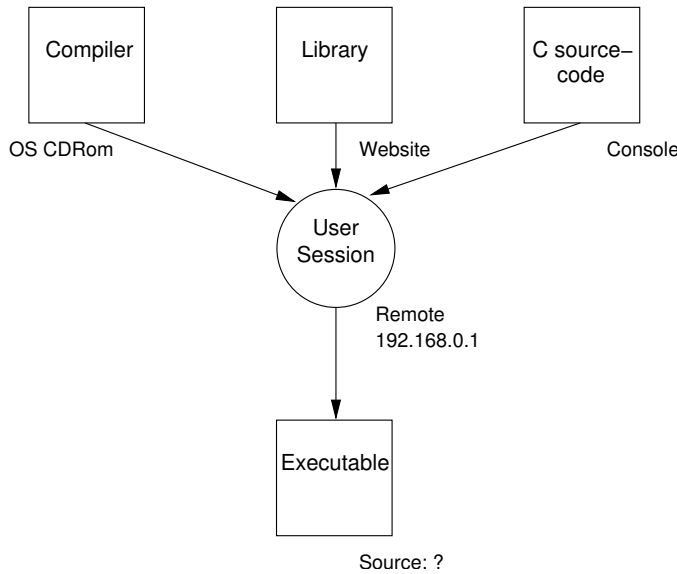 Compiler
Library
C source-
code
OS CDRom
Website
Console
User
Session
Remote
192.168.0.1
Executable
Source: ?